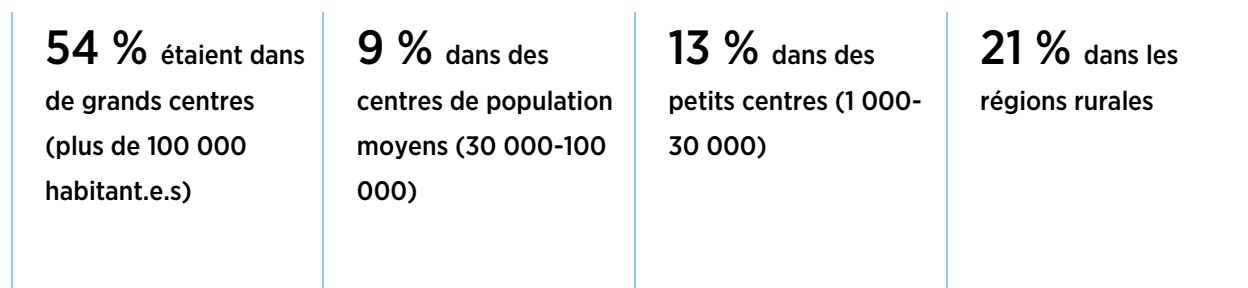 54 % étaient dans
de grands centres
(plus de 100 000
habitant.e.s)
9 % dans des
centres de population
moyens (30 000-100
000)
13 % dans des
petits centres (1 000-
30 000)
21 % dans les
régions rurales